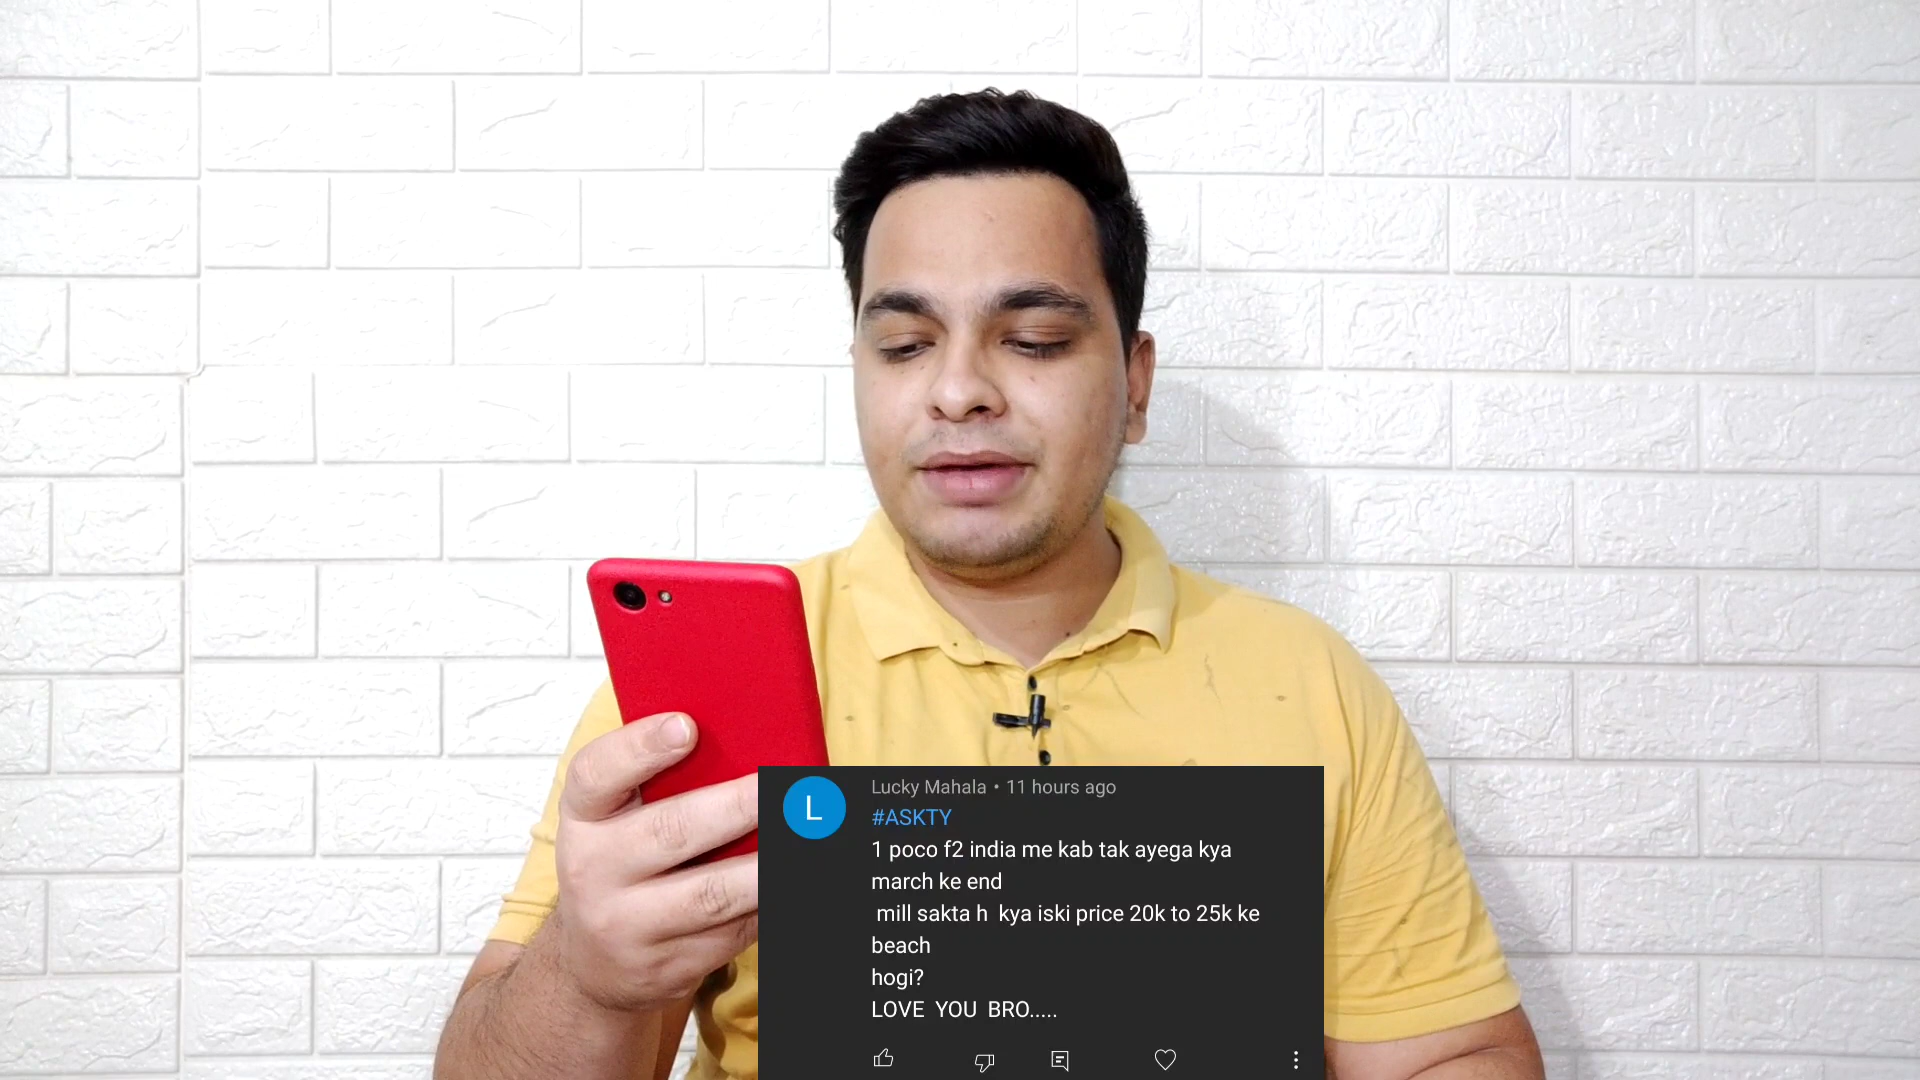 L
Lucky Mahala • 11 hours ago
#ASKTY
1 poco f2 india me kab tak ayega kya
march ke end
mill sakta h kya iski price 20k to 25k ke
beach
hogi?
LOVE YOU BRO.....